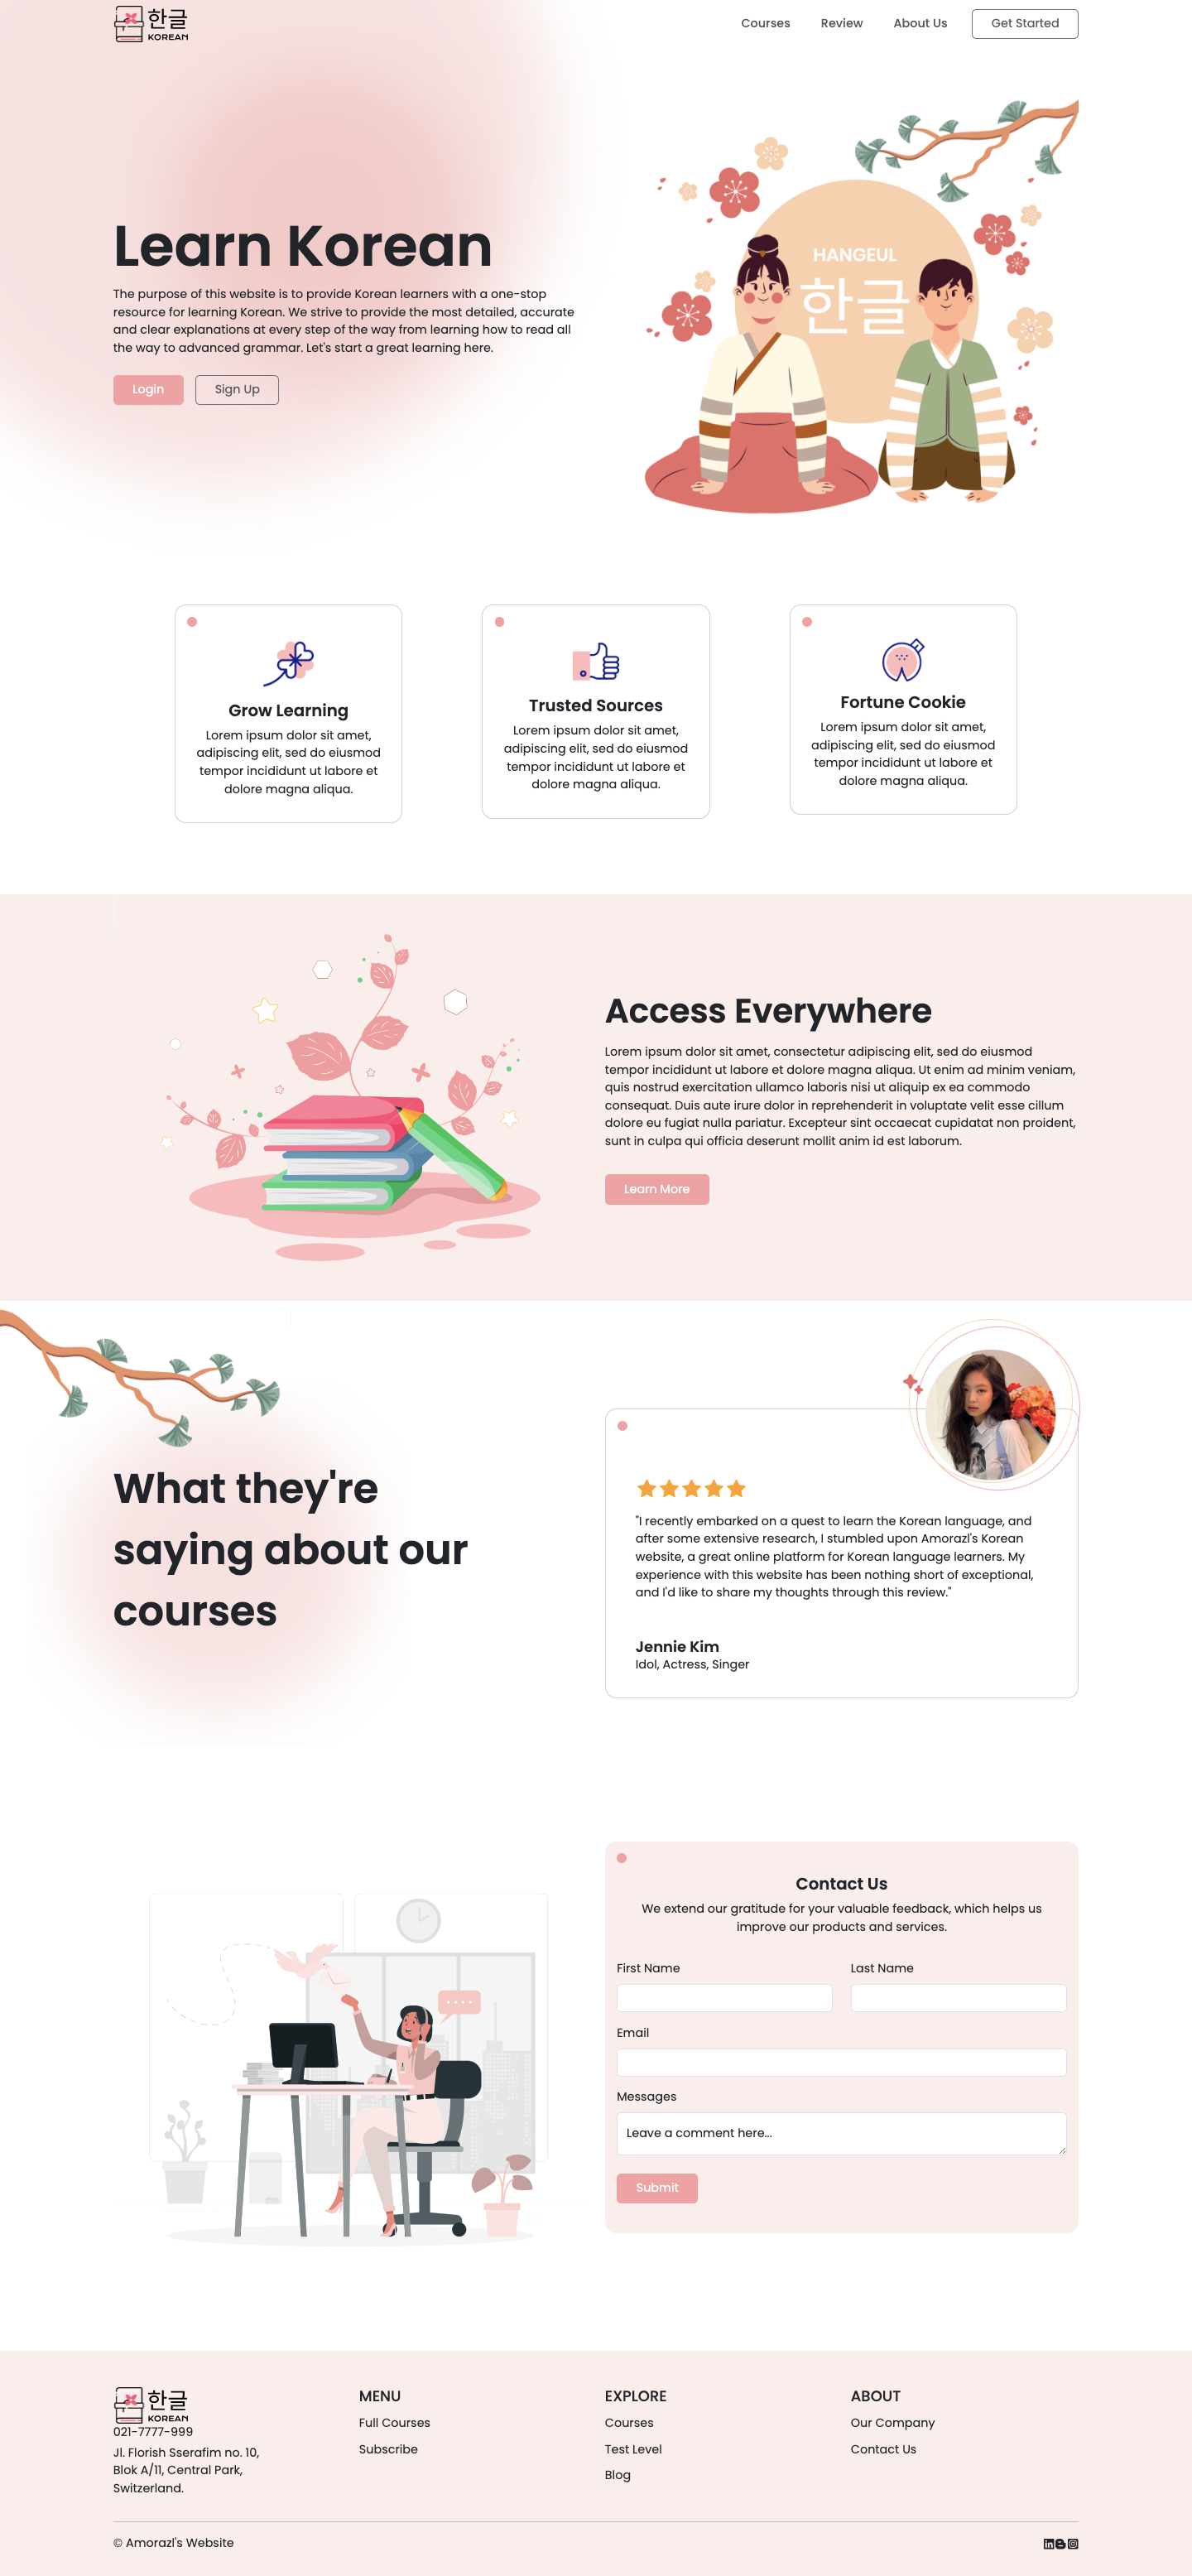 한글
KOREAN
Courses
Review
About Us
Get Started
HANGEUL
한글
Learn Korean
The purpose of this website is to provide Korean learners with a one-stop
resource for learning Korean. We strive to provide the most detailed, accurate
and clear explanations at every step of the way from learning how to read all
the way to advanced grammar. Let's start a great learning here.
Login
Sign Up
Grow Learning
Lorem ipsum dolor sit amet,
adipiscing elit, sed do eiusmod
tempor incididunt ut labore et
dolore magna aliqua.
Trusted Sources
Lorem ipsum dolor sit amet,
adipiscing elit, sed do eiusmod
tempor incididunt ut labore et
dolore magna aliqua.
Fortune Cookie
Lorem ipsum dolor sit amet,
adipiscing elit, sed do eiusmod
tempor incididunt ut labore et
dolore magna aliqua.
Access Everywhere
Lorem ipsum dolor sit amet, consectetur adipiscing elit, sed do eiusmod
tempor incididunt ut labore et dolore magna aliqua. Ut enim ad minim veniam,
quis nostrud exercitation ullamco laboris nisi ut aliquip ex ea commodo
consequat. Duis aute irure dolor in reprehenderit in voluptate velit esse cillum
dolore eu fugiat nulla pariatur. Excepteur sint occaecat cupidatat non proident,
sunt in culpa qui officia deserunt mollit anim id est laborum.
Learn More
What they're
saying about our
courses
"I recently embarked on a quest to learn the Korean language, and
after some extensive research, I stumbled upon Amorazl's Korean
website, a great online platform for Korean language learners. My
experience with this website has been nothing short of exceptional,
and I'd like to share my thoughts through this review."
Jennie Kim
Idol, Actress, Singer
Contact Us
We extend our gratitude for your valuable feedback, which helps us
improve our products and services.
First Name
Last Name
Email
Messages
Leave a comment here...
Submit
한글
KOREAN
021-7777-999
Jl. Florish Sserafim no. 10,
Blok A/11, Central Park,
Switzerland.
MENU
Full Courses
Subscribe
EXPLORE
Courses
Test Level
Blog
ABOUT
Our Company
Contact Us
© Amorazl's Website